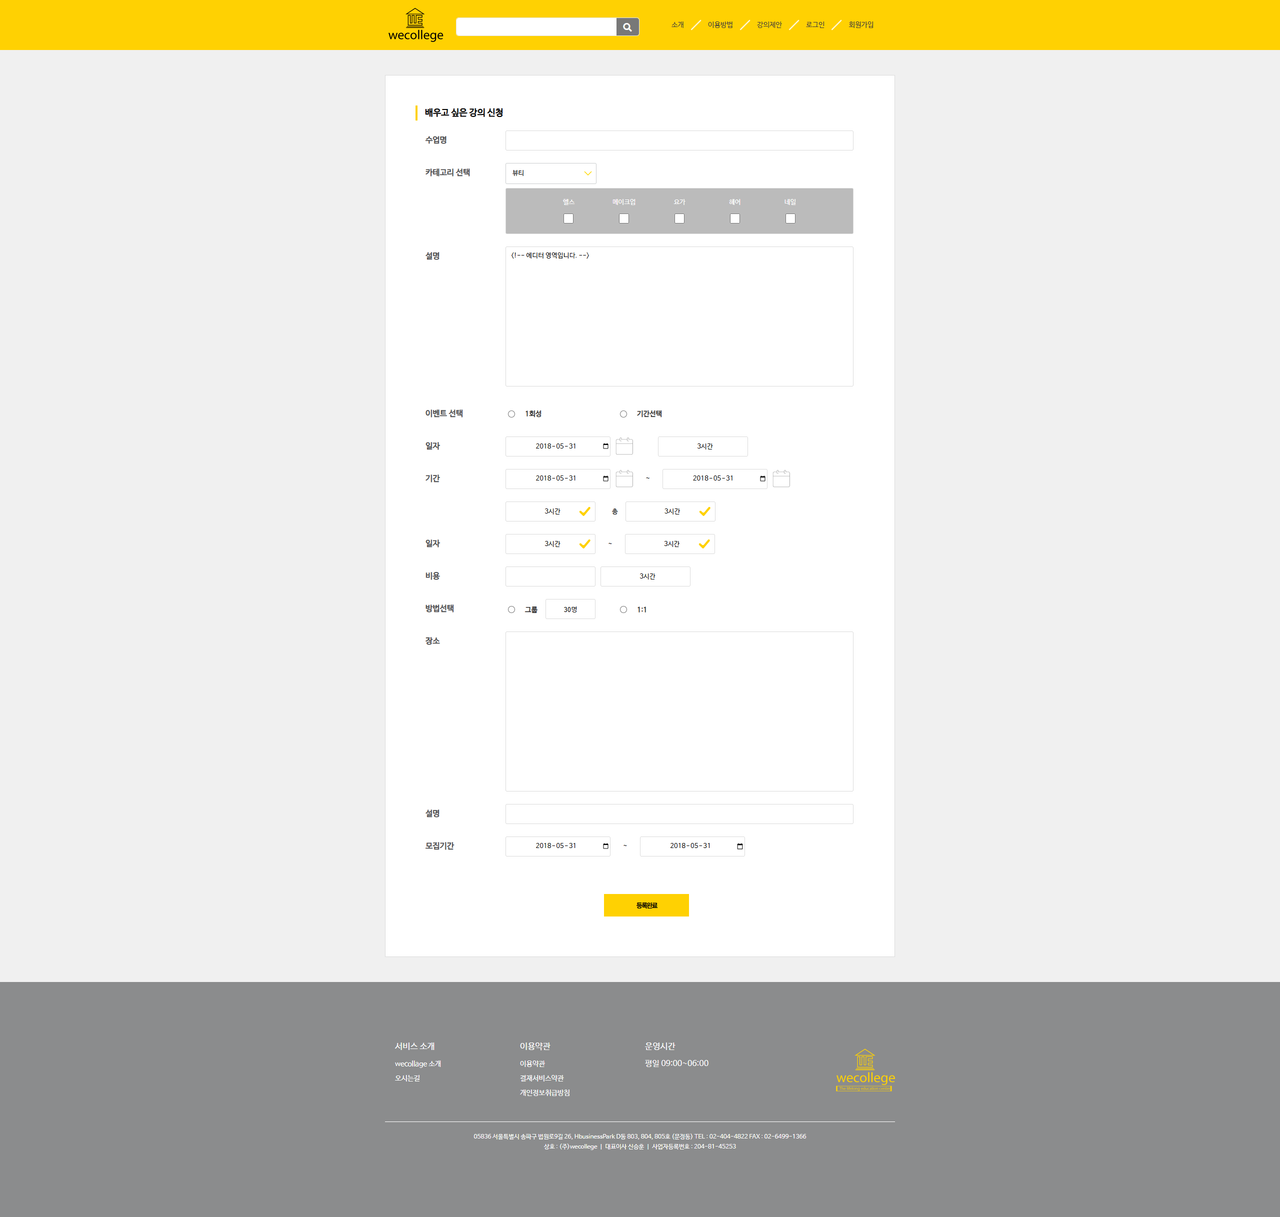 wecollege
소개 이용방법 강의제안 로그인 회원가입
배우고 싶은 강의 신청
수업명
카테고리 선택 뷰티
헬스 메이크업 요가 헤어 네일
설명 <!-- 에디터 영역입니다. -->
이벤트 선택 1회성 기간선택
일자 2018-05-31 3시간
기간 2018-05-31 ~ 2018-05-31
3시간 총 3시간
일자 3시간 ~ 3시간
비용 3시간
방법선택 그룹 30명 1:1
장소
설명
모집기간 2018-05-31 ~ 2018-05-31
등록완료
서비스 소개 이용약관 운영시간
wecollage 소개 이용약관 평일 09:00~06:00
오시는길 결재서비스약관
개인정보취급방침
wecollege
05836 서울특별시 송파구 법원로9길 26, HbusinessPark D동 803, 804, 805호 (문정동) TEL : 02-404-4822 FAX : 02-6499-1366
상호 : (주)wecollege | 대표이사 신승훈 | 사업자등록번호 : 204-81-45253